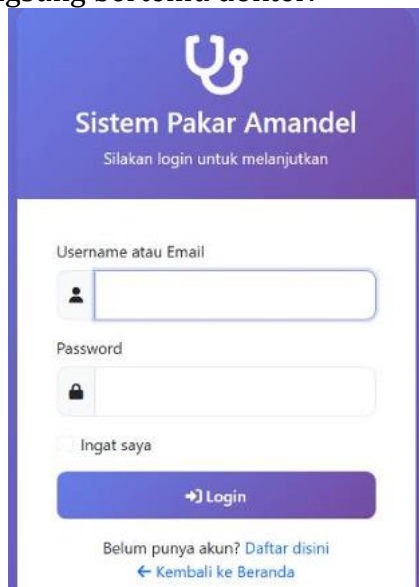 Sistem Pakar Amandel
Silakan login untuk melanjutkan
Username atau Email
Password
Ingat saya
Login
Belum punya akun? Daftar disini
← Kembali ke Beranda